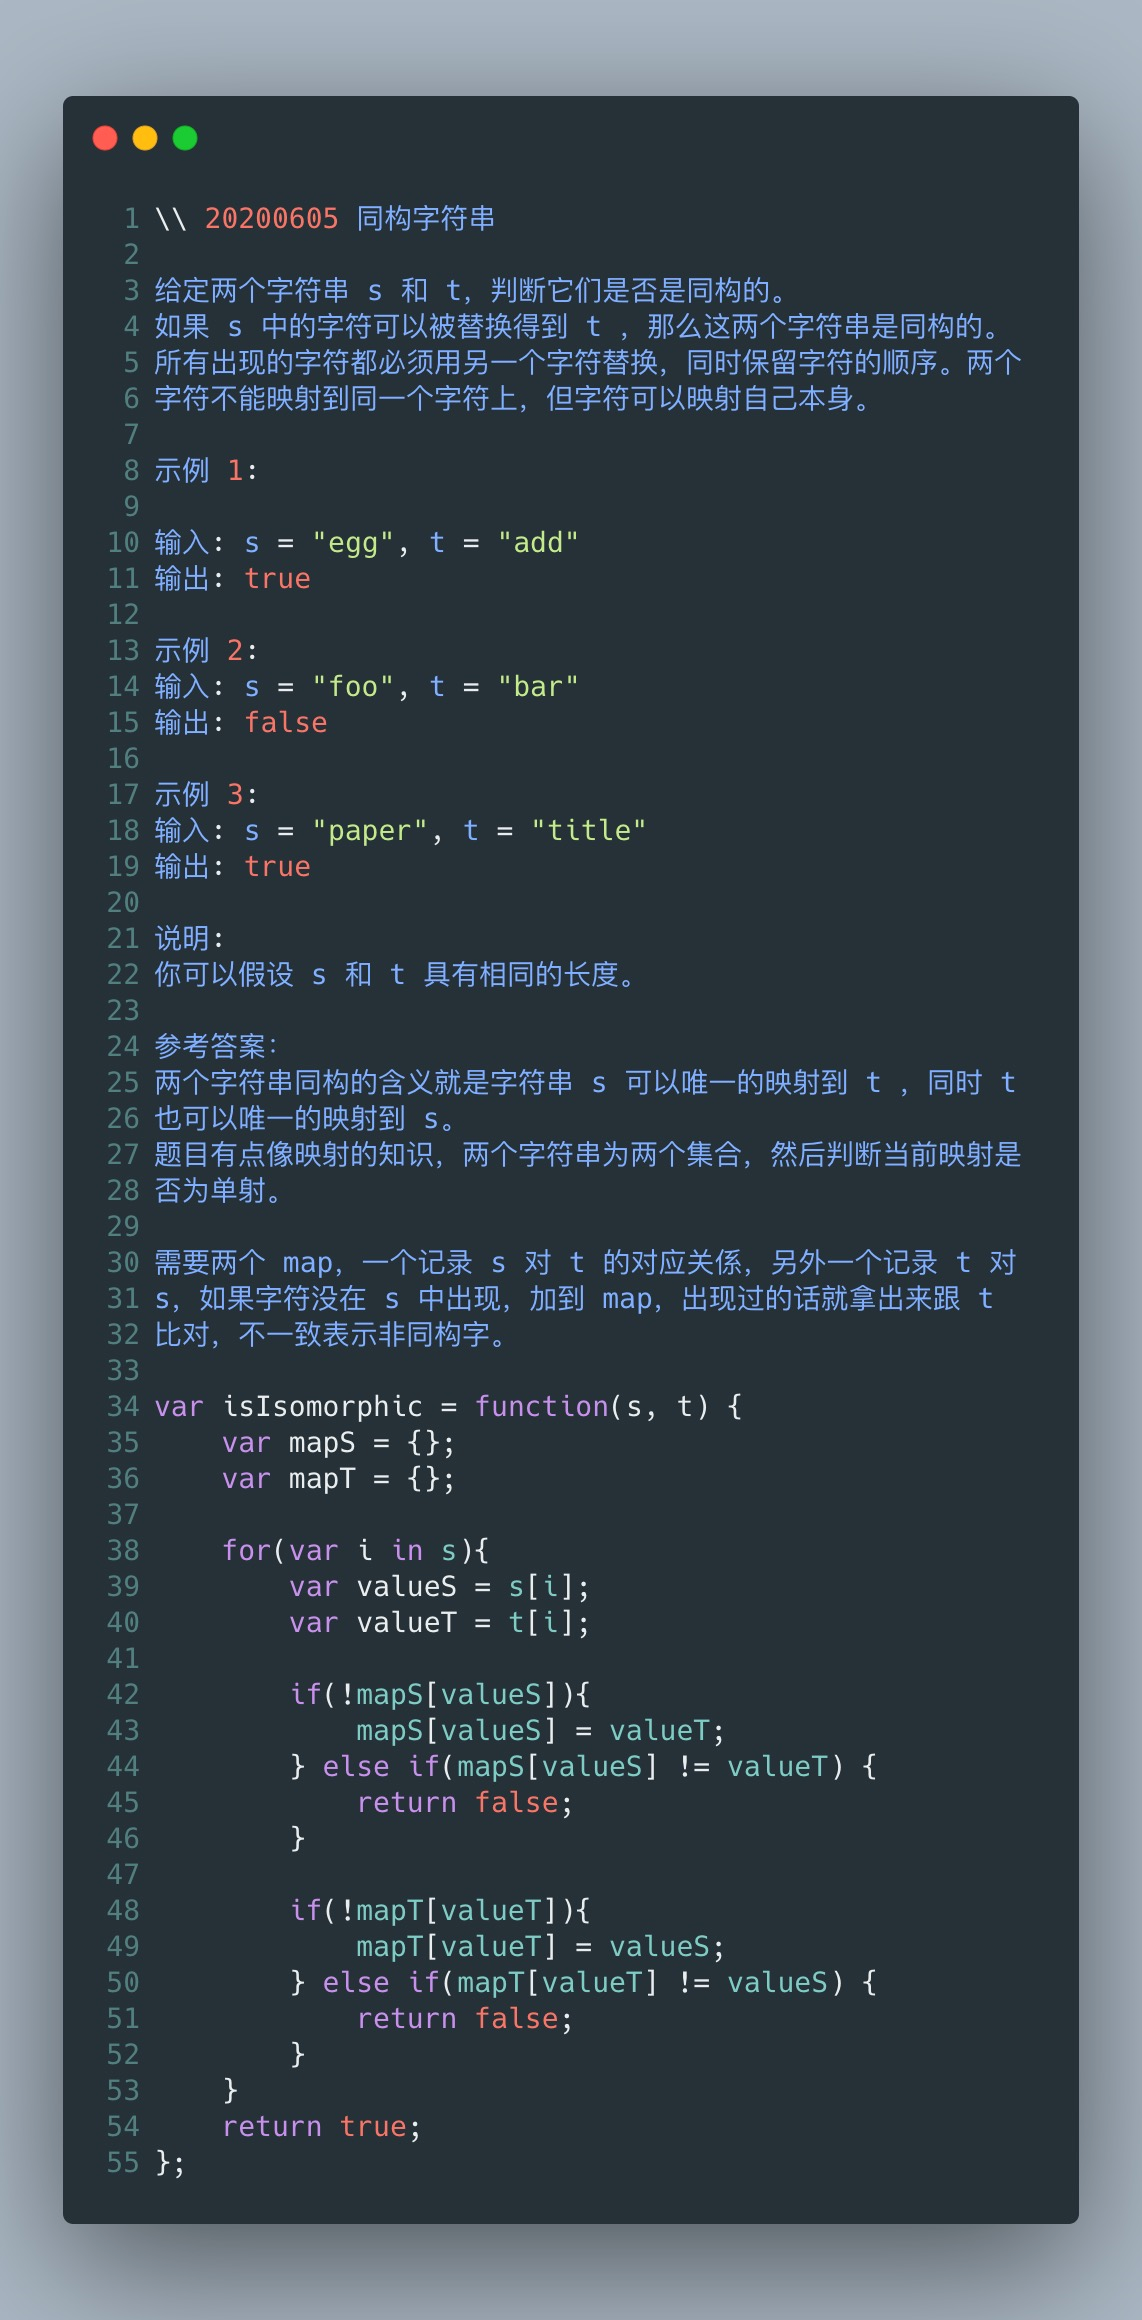 1 \\ 20200605 同构字符串
2
3 给定两个字符串 s 和 t，判断它们是否是同构的。
4 如果 s 中的字符可以被替换得到 t ，那么这两个字符串是同构的。
5 所有出现的字符都必须用另一个字符替换，同时保留字符的顺序。两个
6 字符不能映射到同一个字符上，但字符可以映射自己本身。
7
8 示例 1:
9
10 输入: s = "egg", t = "add"
11 输出: true
12
13 示例 2:
14 输入: s = "foo", t = "bar"
15 输出: false
16
17 示例 3:
18 输入: s = "paper", t = "title"
19 输出: true
20
21 说明:
22 你可以假设 s 和 t 具有相同的长度。
23
24 参考答案：
25 两个字符串同构的含义就是字符串 s 可以唯一的映射到 t ，同时 t
26 也可以唯一的映射到 s。
27 题目有点像映射的知识，两个字符串为两个集合，然后判断当前映射是
28 否为单射。
29
30 需要两个 map，一个记录 s 对 t 的对应关係，另外一个记录 t 对
31 s，如果字符没在 s 中出现，加到 map，出现过的话就拿出来跟 t
32 比对，不一致表示非同构字。
33
34 var isIsomorphic = function(s, t) {
35     var mapS = {};
36     var mapT = {};
37
38     for(var i in s){
39         var valueS = s[i];
40         var valueT = t[i];
41
42         if(!mapS[valueS]){
43             mapS[valueS] = valueT;
44         } else if(mapS[valueS] != valueT) {
45             return false;
46         }
47
48         if(!mapT[valueT]){
49             mapT[valueT] = valueS;
50         } else if(mapT[valueT] != valueS) {
51             return false;
52         }
53     }
54     return true;
55 };